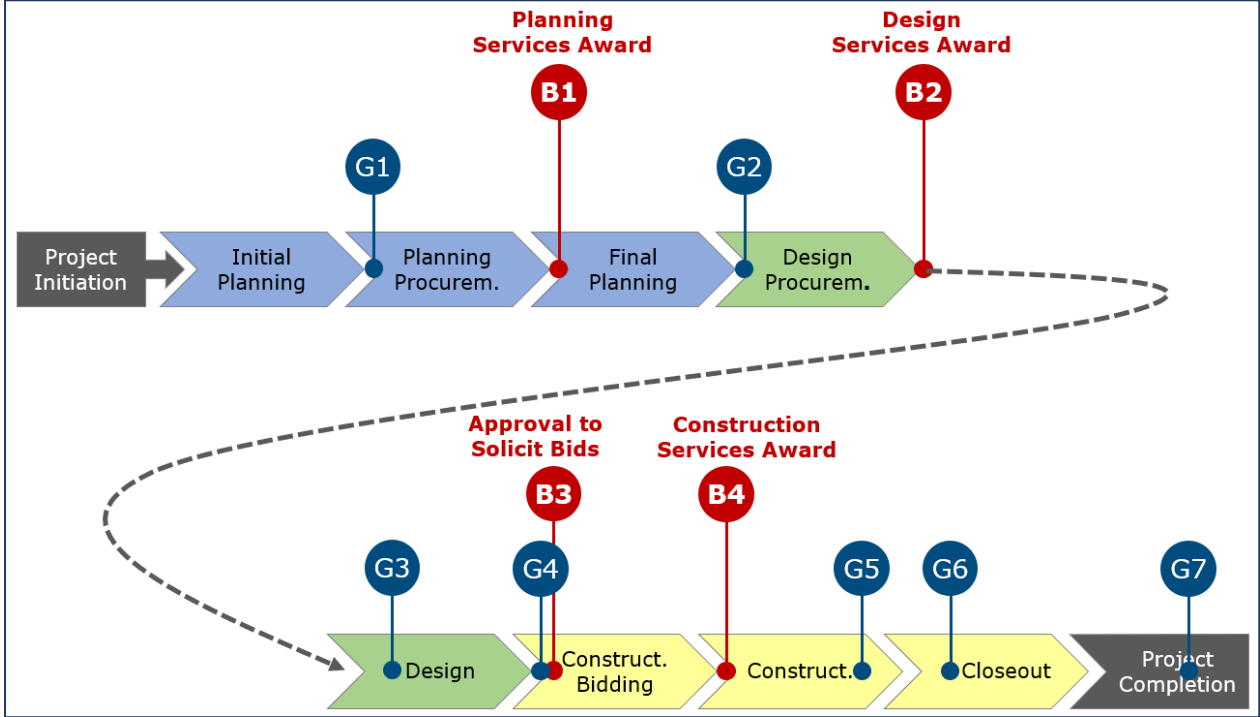 Planning
Services Award
Design
Services Award
B1
B2
G1
G2
Project
Initiation
Initial
Planning
Planning
Procurem.
Final
Planning
Design
Procurem.
Approval to
Solicit Bids
Construction
Services Award
B3
B4
G3
G4
G5
G6
G7
Design
Construct.
Bidding
Construct.
Closeout
Project
Completion